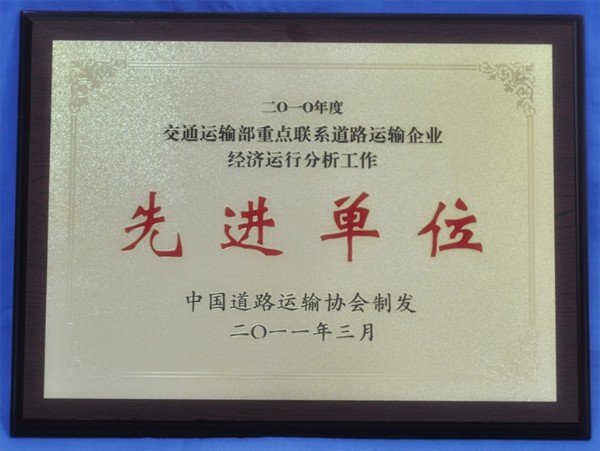 二〇一〇年度
交通运输部重点联系道路运输企业
经济运行分析工作
先进单位
中国道路运输协会制发
二〇一一年三月